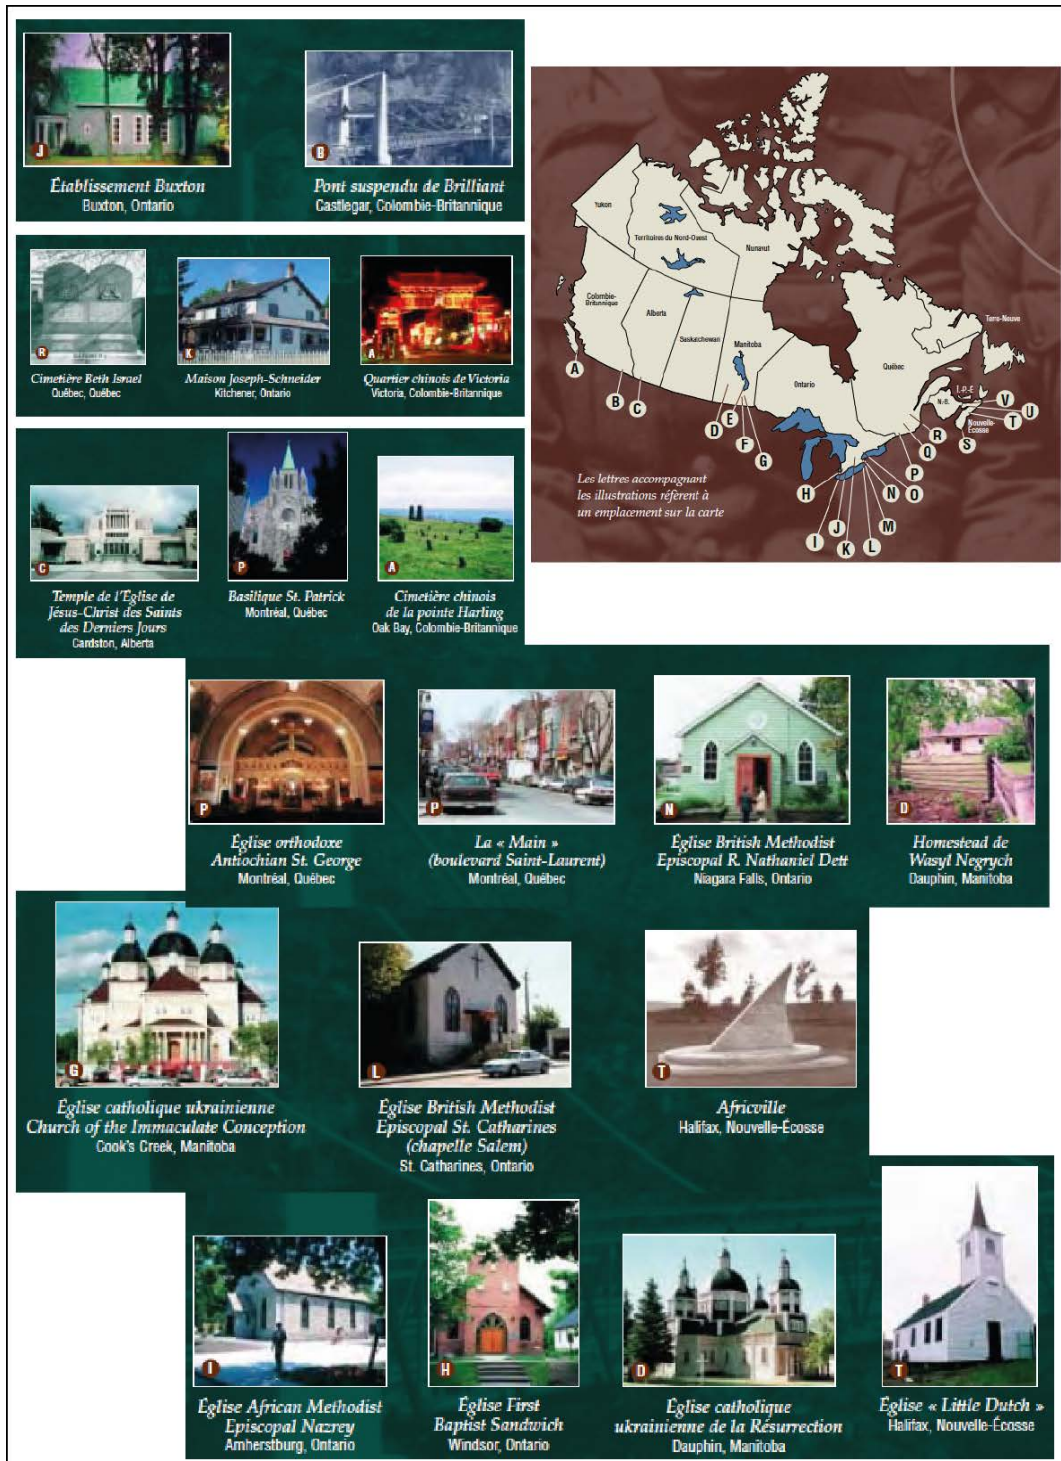 J
Établissement Buxton
Buxton, Ontario
B
Pont suspendu de Brilliant
Castlegar, Colombie-Britannique
R
Cimetière Beth Israel
Québec, Québec
K
Maison Joseph-Schneider
Kitchener, Ontario
A
Quartier chinois de Victoria
Victoria, Colombie-Britannique
C
Temple de l'Église de
Jésus-Christ des Saints
des Derniers Jours
Cardston, Alberta
P
Basilique St. Patrick
Montréal, Québec
A
Cimetière chinois
de la pointe Harling
Oak Bay, Colombie-Britannique
Yukon
Territoires du Nord-Ouest
Nunavut
Colombie-
Britannique
Alberta
Saskatchewan
Manitoba
Ontario
Québec
Terre-Neuve
Î.-P.-É
N.-B.
Nouvelle-
Écosse
A
B
C
D
E
F
G
H
I
J
K
L
M
N
O
P
Q
R
S
T
U
V
Les lettres accompagnant
les illustrations réfèrent à
un emplacement sur la carte
P
Église orthodoxe
Antiochian St. George
Montréal, Québec
P
La « Main »
(boulevard Saint-Laurent)
Montréal, Québec
N
Église British Methodist
Episcopal R. Nathaniel Dett
Niagara Falls, Ontario
D
Homestead de
Wasyl Negrych
Dauphin, Manitoba
G
Église catholique ukrainienne
Church of the Immaculate Conception
Cook's Creek, Manitoba
L
Église British Methodist
Episcopal St. Catharines
(chapelle Salem)
St. Catharines, Ontario
T
Africville
Halifax, Nouvelle-Écosse
I
Église African Methodist
Episcopal Nazrey
Amherstburg, Ontario
H
Église First
Baptist Sandwich
Windsor, Ontario
D
Église catholique
ukrainienne de la Résurrection
Dauphin, Manitoba
T
Église « Little Dutch »
Halifax, Nouvelle-Écosse